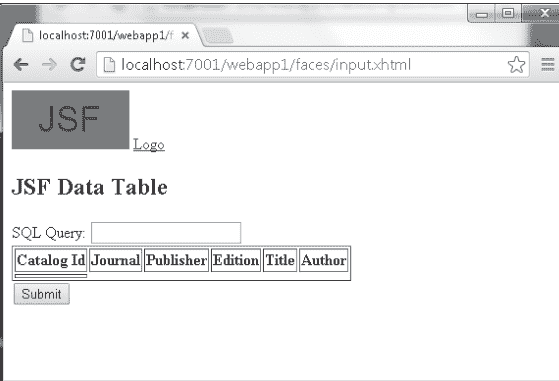 localhost:7001/webapp1/f
localhost:7001/webapp1/faces/input.xhtml
JSF
Logo
JSF Data Table
SQL Query:
Catalog Id Journal Publisher Edition Title Author
Submit